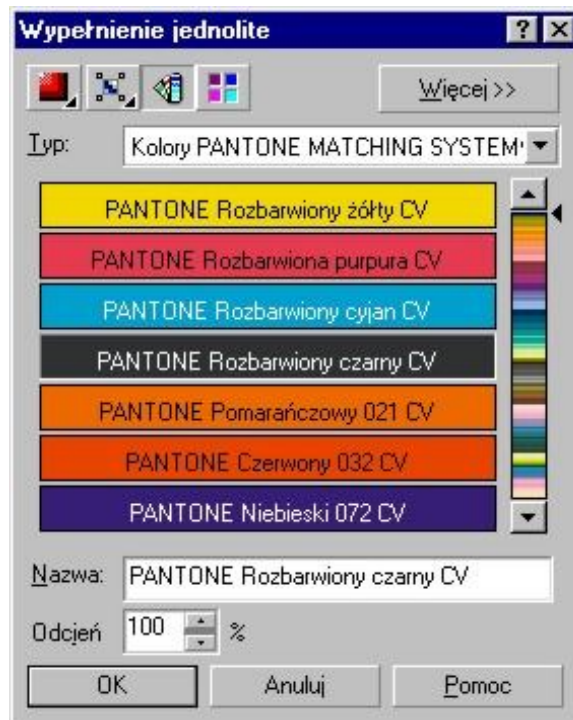 Wypełnienie jednolite
Więcej >>
Typ: Kolory PANTONE MATCHING SYSTEM
PANTONE Rozbarwiony żółty CV
PANTONE Rozbarwiona purpura CV
PANTONE Rozbarwiony cyjan CV
PANTONE Rozbarwiony czarny CV
PANTONE Pomarańczowy 021 CV
PANTONE Czerwony 032 CV
PANTONE Niebieski 072 CV
Nazwa: PANTONE Rozbarwiony czarny CV
Odcień 100 %
OK Anuluj Pomoc